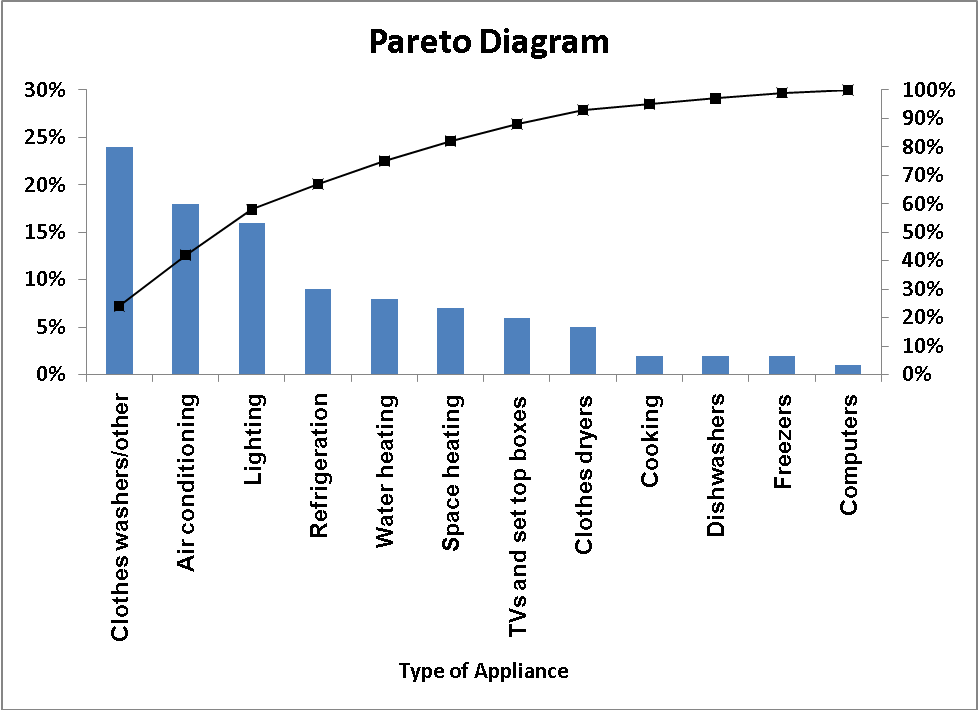 Pareto Diagram
30%
25%
20%
15%
10%
5%
0%
100%
90%
80%
70%
60%
50%
40%
30%
20%
10%
0%
Clothes washers/other
Air conditioning
Lighting
Refrigeration
Water heating
Space heating
TVs and set top boxes
Clothes dryers
Cooking
Dishwashers
Freezers
Computers
Type of Appliance